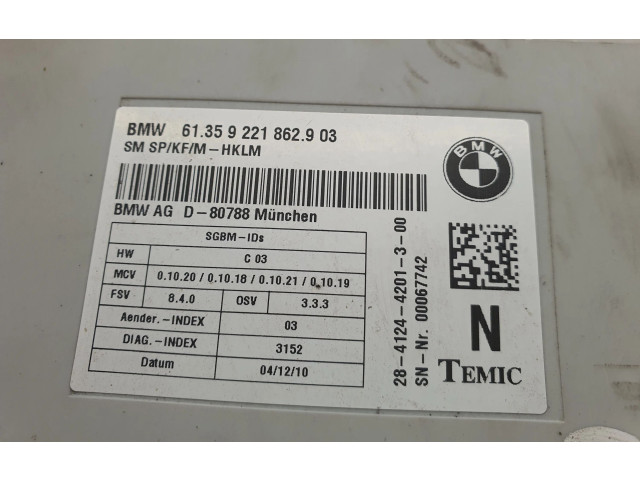 BMW 61.35 9 221 862.9 03
SM SP/KF/M-HKLM
BMW AG D-80788 München
BMW
SGBM-IDs
HW C 03
MCV 0.10.20 / 0.10.18 / 0.10.21 / 0.10.19
FSV 8.4.0 OSV 3.3.3
Aender.-INDEX 03
DIAG.-INDEX 3152
Datum 04/12/10
28-4124-4201-3-00
SN-Nr. 00067742
N
TEMIC